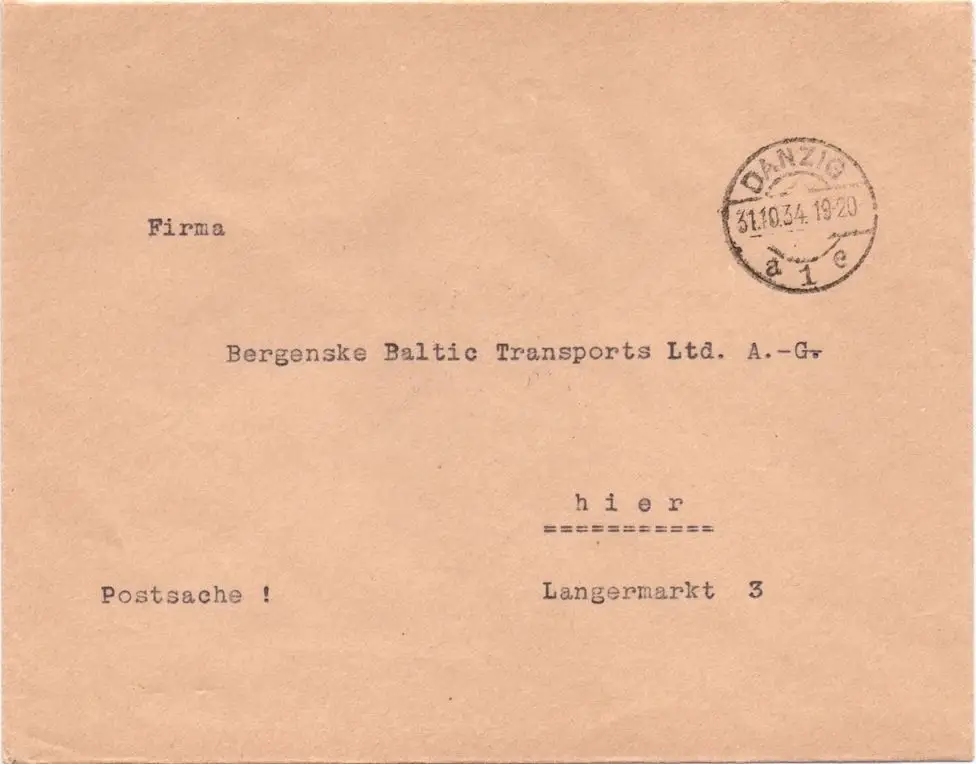 DANZIG
31.10.34. 19-20
a 1 c
Firma
Bergenske Baltic Transports Ltd. A.-G.
h i e r
===========
Postsache ! Langermarkt 3